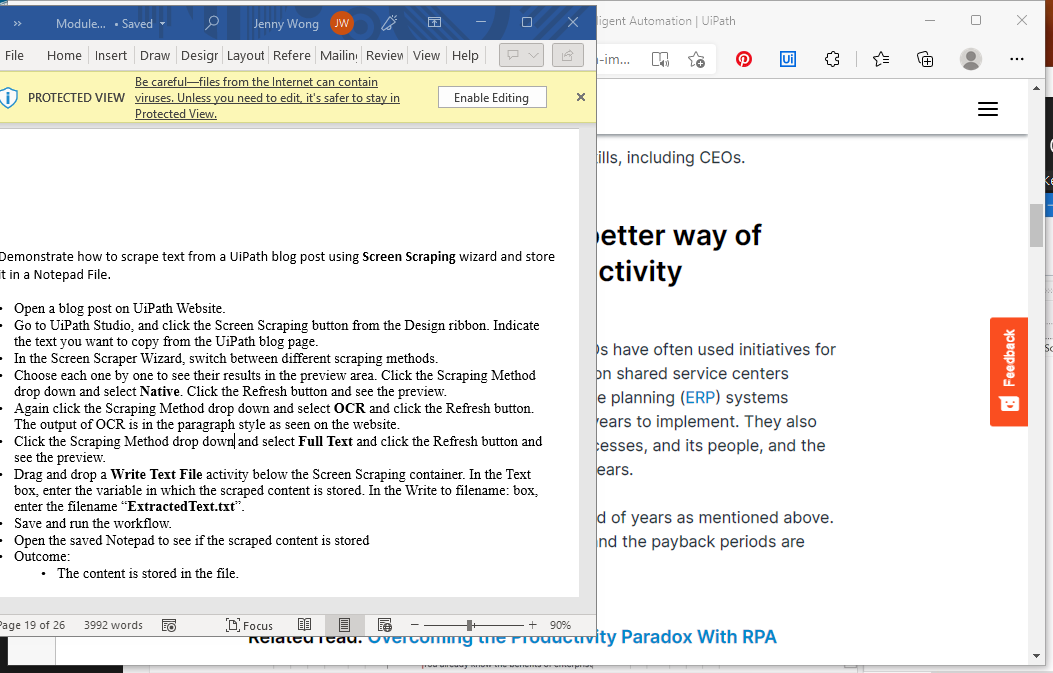 » Module... • Saved Jenny Wong JW
File Home Insert Draw Desigr Layout Refere Mailin Review View Help
PROTECTED VIEW
Be careful—files from the Internet can contain
viruses. Unless you need to edit, it's safer to stay in
Protected View.
Enable Editing
Demonstrate how to scrape text from a UiPath blog post using Screen Scraping wizard and store
it in a Notepad File.
• Open a blog post on UiPath Website.
• Go to UiPath Studio, and click the Screen Scraping button from the Design ribbon. Indicate
the text you want to copy from the UiPath blog page.
• In the Screen Scraper Wizard, switch between different scraping methods.
• Choose each one by one to see their results in the preview area. Click the Scraping Method
drop down and select Native. Click the Refresh button and see the preview.
• Again click the Scraping Method drop down and select OCR and click the Refresh button.
The output of OCR is in the paragraph style as seen on the website.
• Click the Scraping Method drop down and select Full Text and click the Refresh button and
see the preview.
• Drag and drop a Write Text File activity below the Screen Scraping container. In the Text
box, enter the variable in which the scraped content is stored. In the Write to filename: box,
enter the filename “ExtractedText.txt”.
• Save and run the workflow.
• Open the saved Notepad to see if the scraped content is stored
• Outcome:
• The content is stored in the file.
Page 19 of 26 3992 words Focus 90%
lligent Automation | UiPath
a-im... Ui
ills, including CEOs.
better way of
ctivity
Os have often used initiatives for
on shared service centers
e planning (ERP) systems
years to implement. They also
cesses, and its people, and the
ears.
d of years as mentioned above.
and the payback periods are
Feedback
Related read: Overcoming the Productivity Paradox With RPA
You already know the benefits of enterprise,